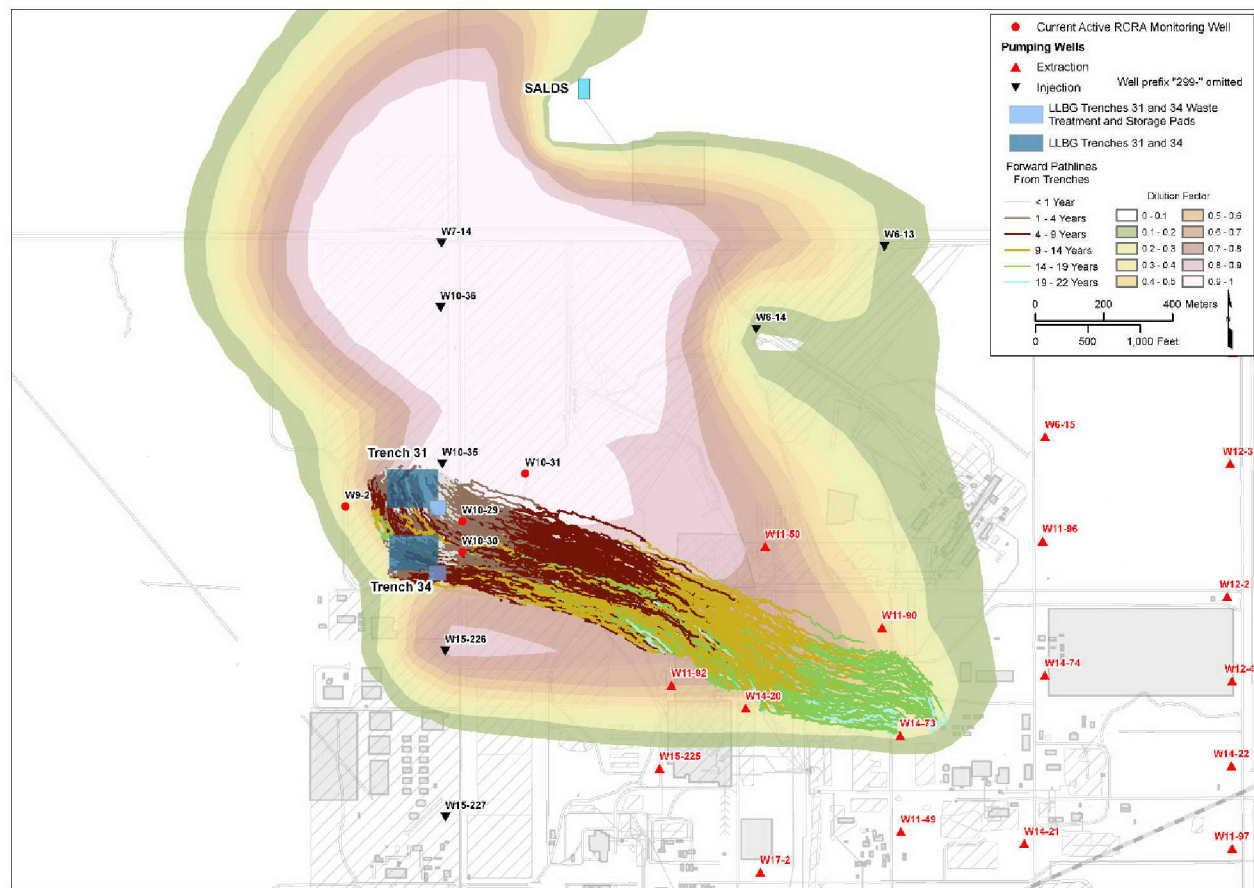 Current Active RCRA Monitoring Well
Pumping Wells
Extraction
Injection
Well prefix "299-" omitted
LLBG Trenches 31 and 34 Waste
Treatment and Storage Pads
LLBG Trenches 31 and 34
Forward Pathlines
From Trenches
< 1 Year
1 - 4 Years
4 - 9 Years
9 - 14 Years
14 - 19 Years
19 - 22 Years
Dilution Factor
0 - 0.1
0.1 - 0.2
0.2 - 0.3
0.3 - 0.4
0.4 - 0.5
0.5 - 0.6
0.6 - 0.7
0.7 - 0.8
0.8 - 0.9
0.9 - 1
0 200 400 Meters
0 500 1,000 Feet
SALDS
W7-14
W6-13
W10-36
W6-14
W6-15
Trench 31
W10-35
W10-31
W12-3
W9-2
W10-29
W10-30
W11-50
W11-96
Trench 34
W12-2
W11-90
W15-226
W11-92
W14-74
W12-4
W14-20
W14-73
W15-225
W14-22
W15-227
W11-49
W14-21
W11-97
W17-2